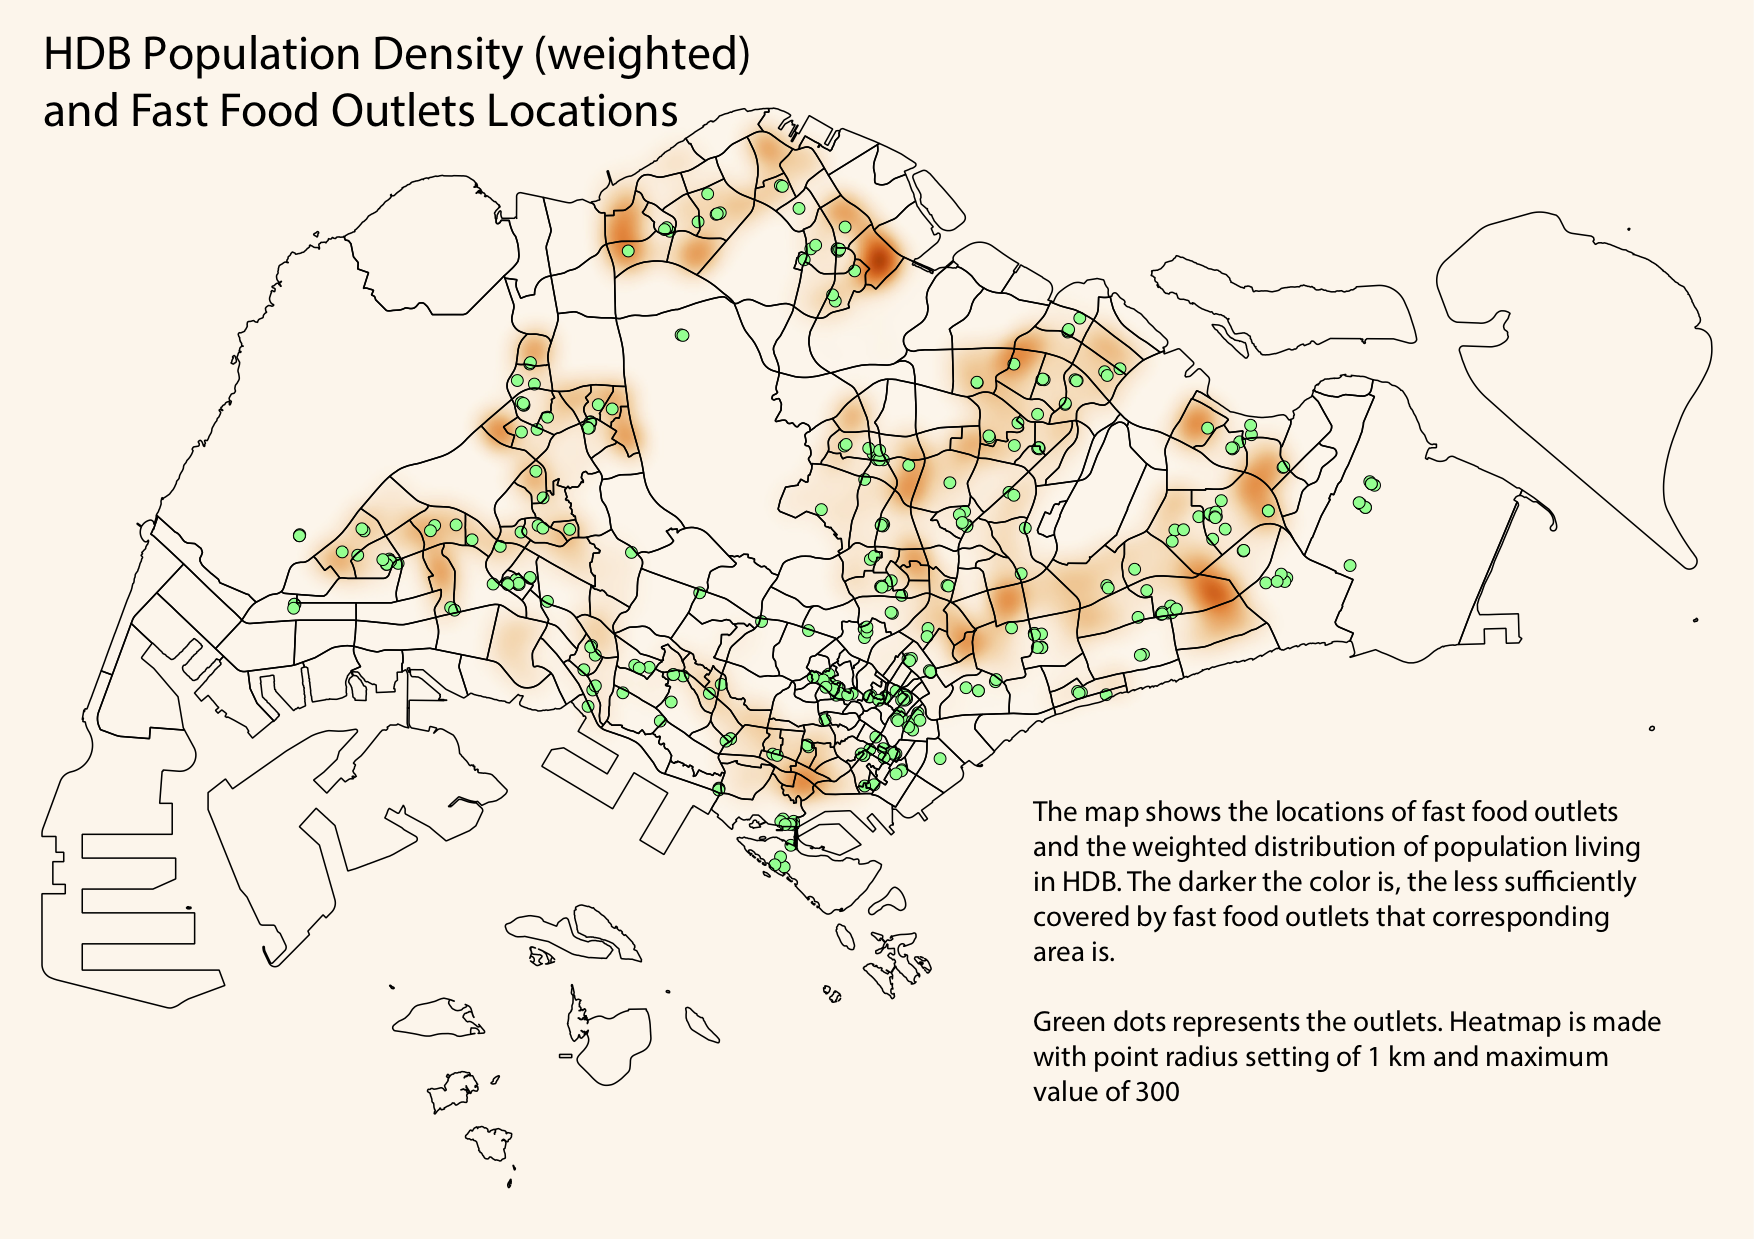 HDB Population Density (weighted)
and Fast Food Outlets Locations
The map shows the locations of fast food outlets
and the weighted distribution of population living
in HDB. The darker the color is, the less sufficiently
covered by fast food outlets that corresponding
area is.
Green dots represents the outlets. Heatmap is made
with point radius setting of 1 km and maximum
value of 300